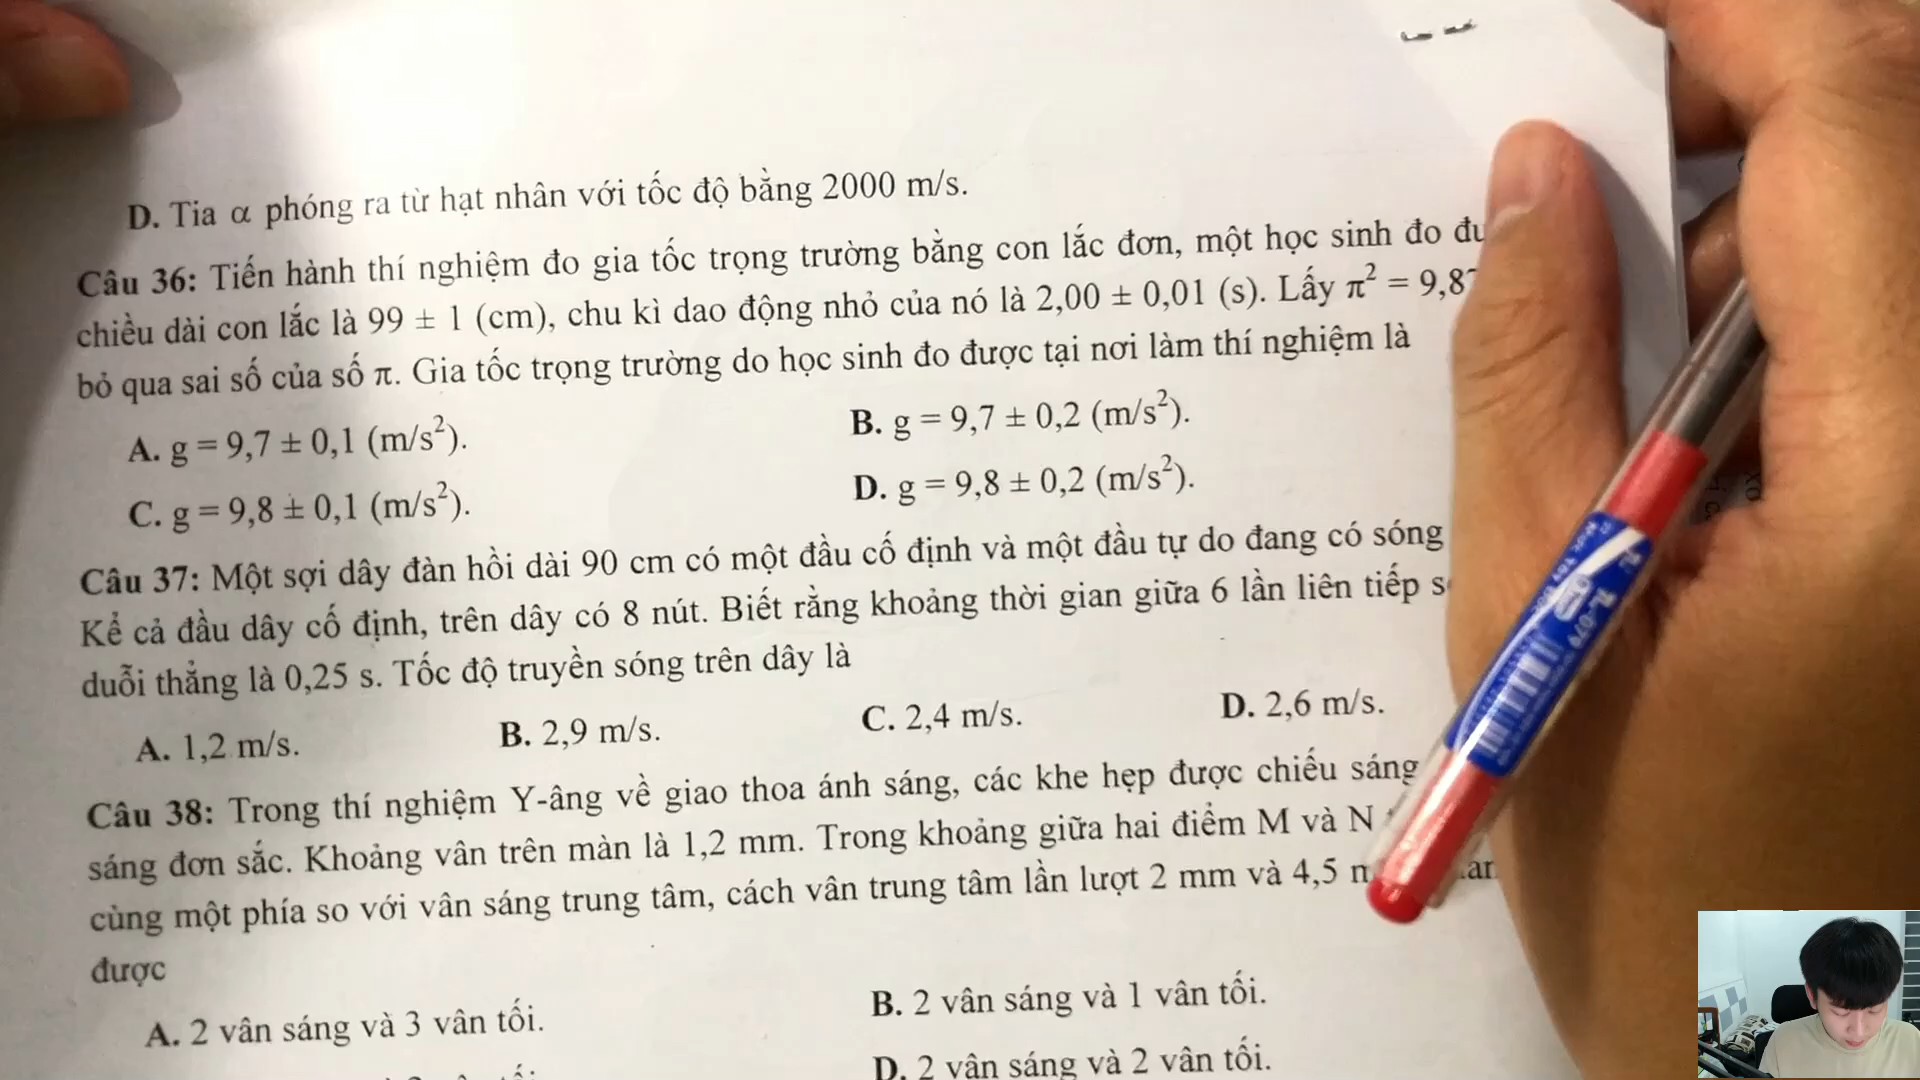 D. Tia α phóng ra từ hạt nhân với tốc độ bằng 2000 m/s.
Câu 36: Tiến hành thí nghiệm đo gia tốc trọng trường bằng con lắc đơn, một học sinh đo
chiều dài con lắc là 99 ± 1 (cm), chu kì dao động nhỏ của nó là 2,00 ± 0,01 (s). Lấy π² = 9,8
bỏ qua sai số của số π. Gia tốc trọng trường do học sinh đo được tại nơi làm thí nghiệm là
A. g = 9,7 ± 0,1 (m/s²).
B. g = 9,7 ± 0,2 (m/s²).
C. g = 9,8 ± 0,1 (m/s²).
D. g = 9,8 ± 0,2 (m/s²).
Câu 37: Một sợi dây đàn hồi dài 90 cm có một đầu cố định và một đầu tự do đang có sóng
Kể cả đầu dây cố định, trên dây có 8 nút. Biết rằng khoảng thời gian giữa 6 lần liên tiếp
duỗi thẳng là 0,25 s. Tốc độ truyền sóng trên dây là
A. 1,2 m/s.
B. 2,9 m/s.
C. 2,4 m/s.
D. 2,6 m/s.
Câu 38: Trong thí nghiệm Y-âng về giao thoa ánh sáng, các khe hẹp được chiếu sáng
sáng đơn sắc. Khoảng vân trên màn là 1,2 mm. Trong khoảng giữa hai điểm M và N
cùng một phía so với vân sáng trung tâm, cách vân trung tâm lần lượt 2 mm và 4,5
được
A. 2 vân sáng và 3 vân tối.
B. 2 vân sáng và 1 vân tối.
D. 2 vân sáng và 2 vân tối.